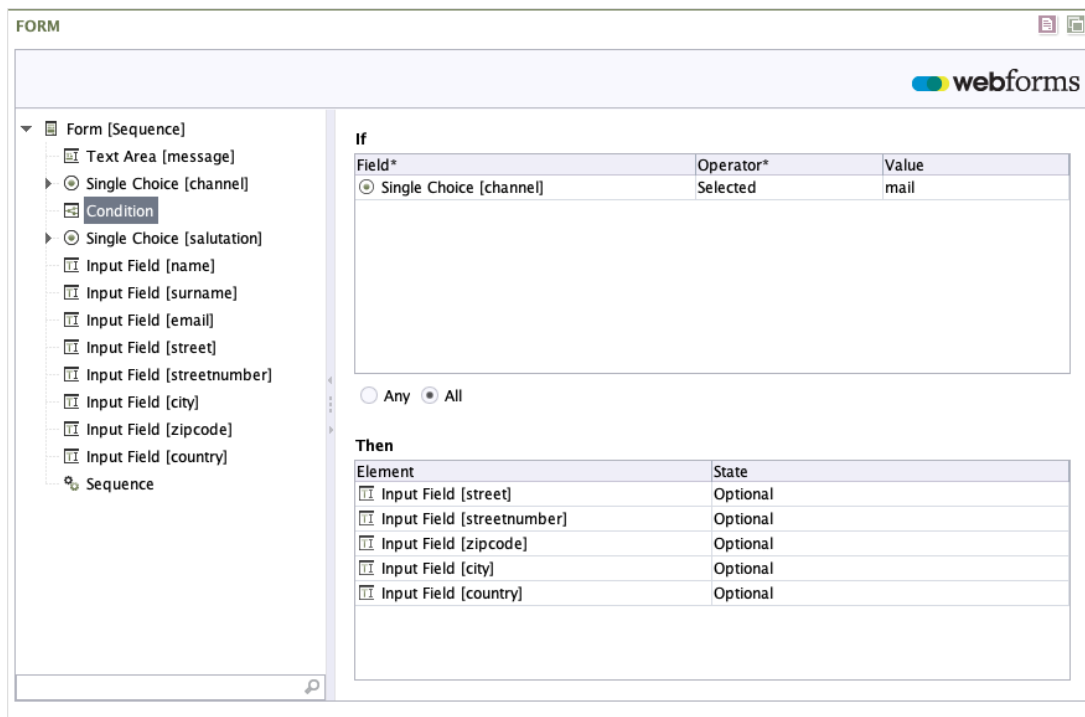 FORM
webforms
Form [Sequence]
Text Area [message]
Single Choice [channel]
Condition
Single Choice [salutation]
Input Field [name]
Input Field [surname]
Input Field [email]
Input Field [street]
Input Field [streetnumber]
Input Field [city]
Input Field [zipcode]
Input Field [country]
Sequence
If
Field* Operator* Value
Single Choice [channel] Selected mail
Any All
Then
Element State
Input Field [street] Optional
Input Field [streetnumber] Optional
Input Field [zipcode] Optional
Input Field [city] Optional
Input Field [country] Optional